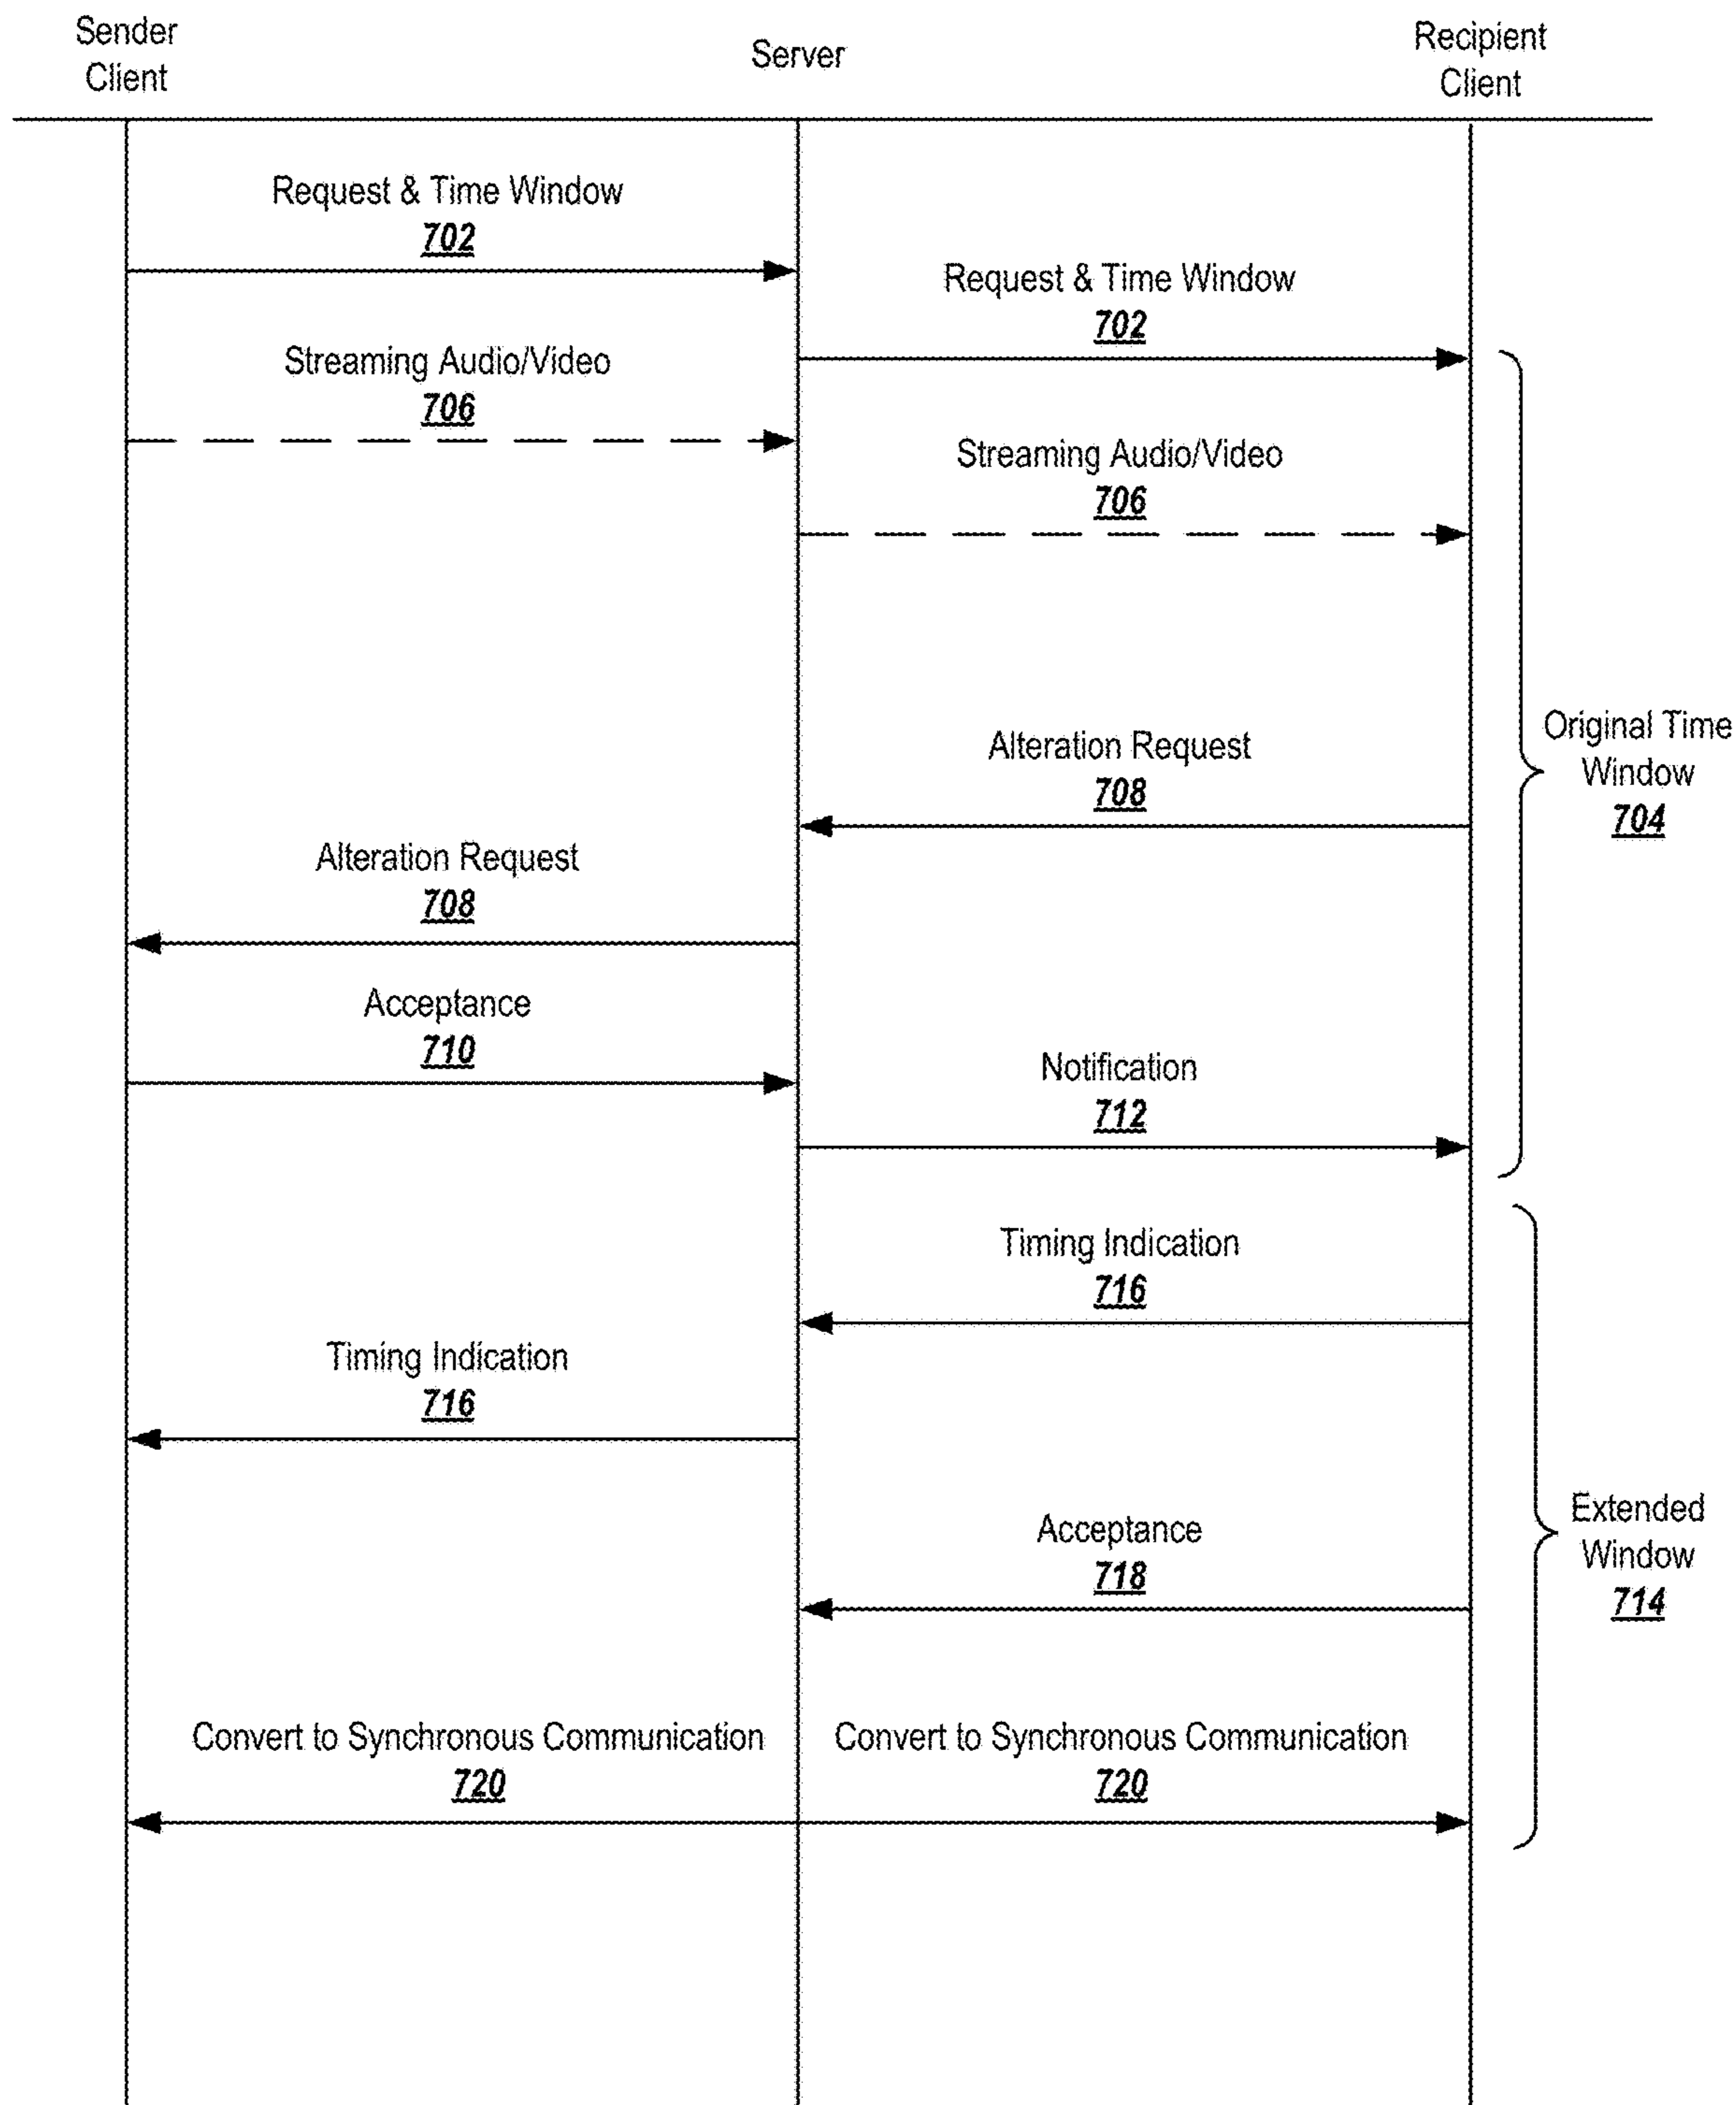 Sender
Client
Server
Recipient
Client
Request & Time Window
702
Request & Time Window
702
Streaming Audio/Video
706
Streaming Audio/Video
706
Original Time
Window
704
Alteration Request
708
Alteration Request
708
Acceptance
710
Notification
712
Timing Indication
716
Timing Indication
716
Extended
Window
714
Acceptance
718
Convert to Synchronous Communication
720
Convert to Synchronous Communication
720